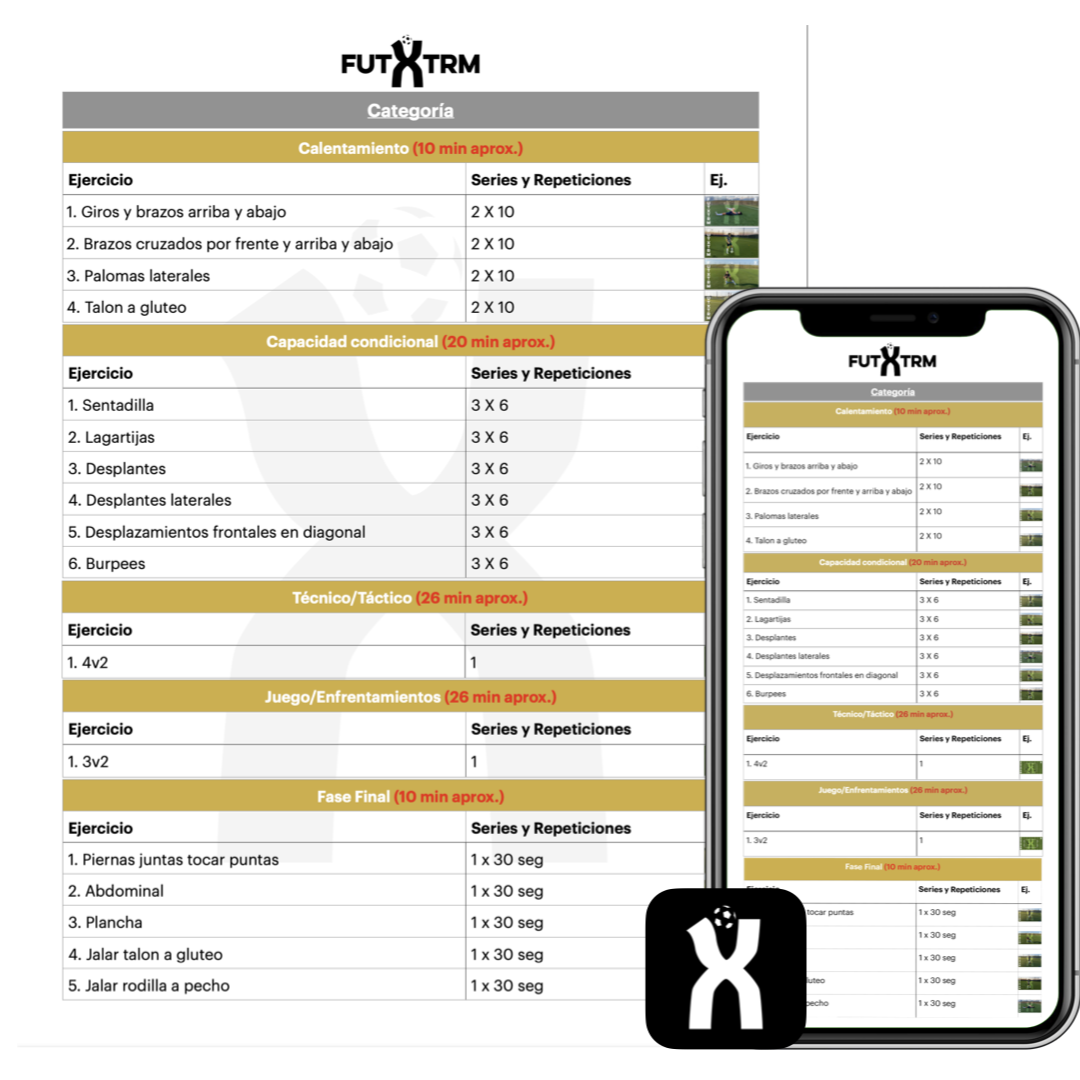 FUTXTRM
Categoría
Calentamiento (10 min aprox.)
Ejercicio Series y Repeticiones Ej.
1. Giros y brazos arriba y abajo 2 X 10
2. Brazos cruzados por frente y arriba y abajo 2 X 10
3. Palomas laterales 2 X 10
4. Talon a gluteo 2 X 10
Capacidad condicional (20 min aprox.)
Ejercicio Series y Repeticiones
1. Sentadilla 3 X 6
2. Lagartijas 3 X 6
3. Desplantes 3 X 6
4. Desplantes laterales 3 X 6
5. Desplazamientos frontales en diagonal 3 X 6
6. Burpees 3 X 6
Técnico/Táctico (26 min aprox.)
Ejercicio Series y Repeticiones
1. 4v2 1
Juego/Enfrentamientos (26 min aprox.)
Ejercicio Series y Repeticiones
1. 3v2 1
Fase Final (10 min aprox.)
Ejercicio Series y Repeticiones
1. Piernas juntas tocar puntas 1 x 30 seg
2. Abdominal 1 x 30 seg
3. Plancha 1 x 30 seg
4. Jalar talon a gluteo 1 x 30 seg
5. Jalar rodilla a pecho 1 x 30 seg
FUTXTRM
Categoría
Calentamiento (10 min aprox.)
Ejercicio Series y Repeticiones Ej.
1. Giros y brazos arriba y abajo 2 X 10
2. Brazos cruzados por frente y arriba y abajo 2 X 10
3. Palomas laterales 2 X 10
4. Talon a gluteo 2 X 10
Capacidad condicional (20 min aprox.)
Ejercicio Series y Repeticiones Ej.
1. Sentadilla 3 X 6
2. Lagartijas 3 X 6
3. Desplantes 3 X 6
4. Desplantes laterales 3 X 6
5. Desplazamientos frontales en diagonal 3 X 6
6. Burpees 3 X 6
Técnico/Táctico (26 min aprox.)
Ejercicio Series y Repeticiones Ej.
1. 4v2 1
Juego/Enfrentamientos (26 min aprox.)
Ejercicio Series y Repeticiones Ej.
1. 3v2 1
Fase Final (10 min aprox.)
Series y Repeticiones Ej.
tocar puntas 1 x 30 seg
1 x 30 seg
1 x 30 seg
1 x 30 seg
pecho 1 x 30 seg
X